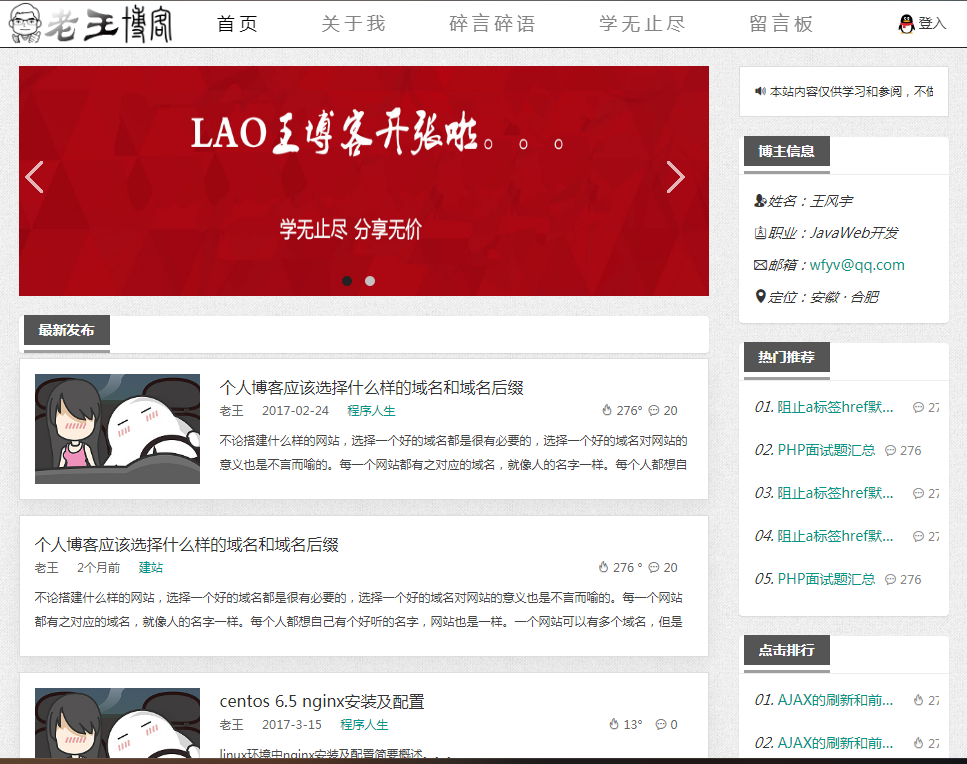 老王博客
首页
关于我
碎言碎语
学无止尽
留言板
登入
LAO王博客开张啦。。。
学无止尽 分享无价
最新发布
个人博客应该选择什么样的域名和域名后缀
老王 2017-02-24 程序人生 276° 20
不论搭建什么样的网站，选择一个好的域名都是很有必要的，选择一个好的域名对网站的
意义也是不言而喻的。每一个网站都有之对应的域名，就像人的名字一样。每个人都想自
个人博客应该选择什么样的域名和域名后缀
老王 2个月前 建站 276 ° 20
不论搭建什么样的网站，选择一个好的域名都是很有必要的，选择一个好的域名对网站的意义也是不言而喻的。每一个网站
都有之对应的域名，就像人的名字一样。每个人都想自己有个好听的名字，网站也是一样。一个网站可以有多个域名，但是
centos 6.5 nginx安装及配置
老王 2017-3-15 程序人生 13° 0
linux环境中nginx安装及配置简要概述。。。
本站内容仅供学习和参阅，不做
博主信息
姓名：王风宇
职业：JavaWeb开发
邮箱：wfyv@qq.com
定位：安徽 · 合肥
热门推荐
01. 阻止a标签href默... 27
02. PHP面试题汇总 276
03. 阻止a标签href默... 27
04. 阻止a标签href默... 27
05. PHP面试题汇总 276
点击排行
01. AJAX的刷新和前... 27
02. AJAX的刷新和前... 27